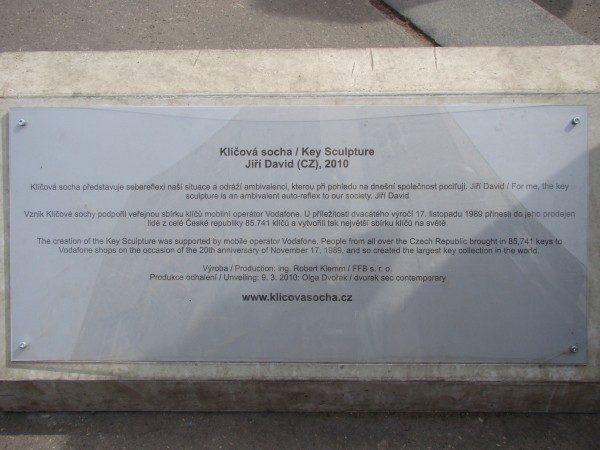 Klíčová socha / Key Sculpture
Jiří David (CZ), 2010
Klíčová socha představuje sebereflexi naší situace a odráží ambivalenci, kterou při pohledu na dnešní společnost pociťuji. Jiří David / For me, the key
sculpture is an ambivalent auto-reflex to our society. Jiří David
Vznik Klíčové sochy podpořil veřejnou sbírku klíčů mobilní operátor Vodafone. U příležitosti dvacátého výročí 17. listopadu 1989 přinesli do jeho prodejen
lidé z celé České republiky 85.741 klíčů a vytvořili tak největší sbírku klíčů na světě.
The creation of the Key Sculpture was supported by mobile operator Vodafone. People from all over the Czech Republic brought in 85,741 keys to
Vodafone shops on the occasion of the 20th anniversary of November 17, 1989, and so created the largest key collection in the world.
Výroba / Production: ing. Robert Klemm / FFB s. r. o.
Produkce odhalení / Unveiling: 9. 3. 2010: Olga Dvořák / dvorak sec contemporary
www.klicovasocha.cz